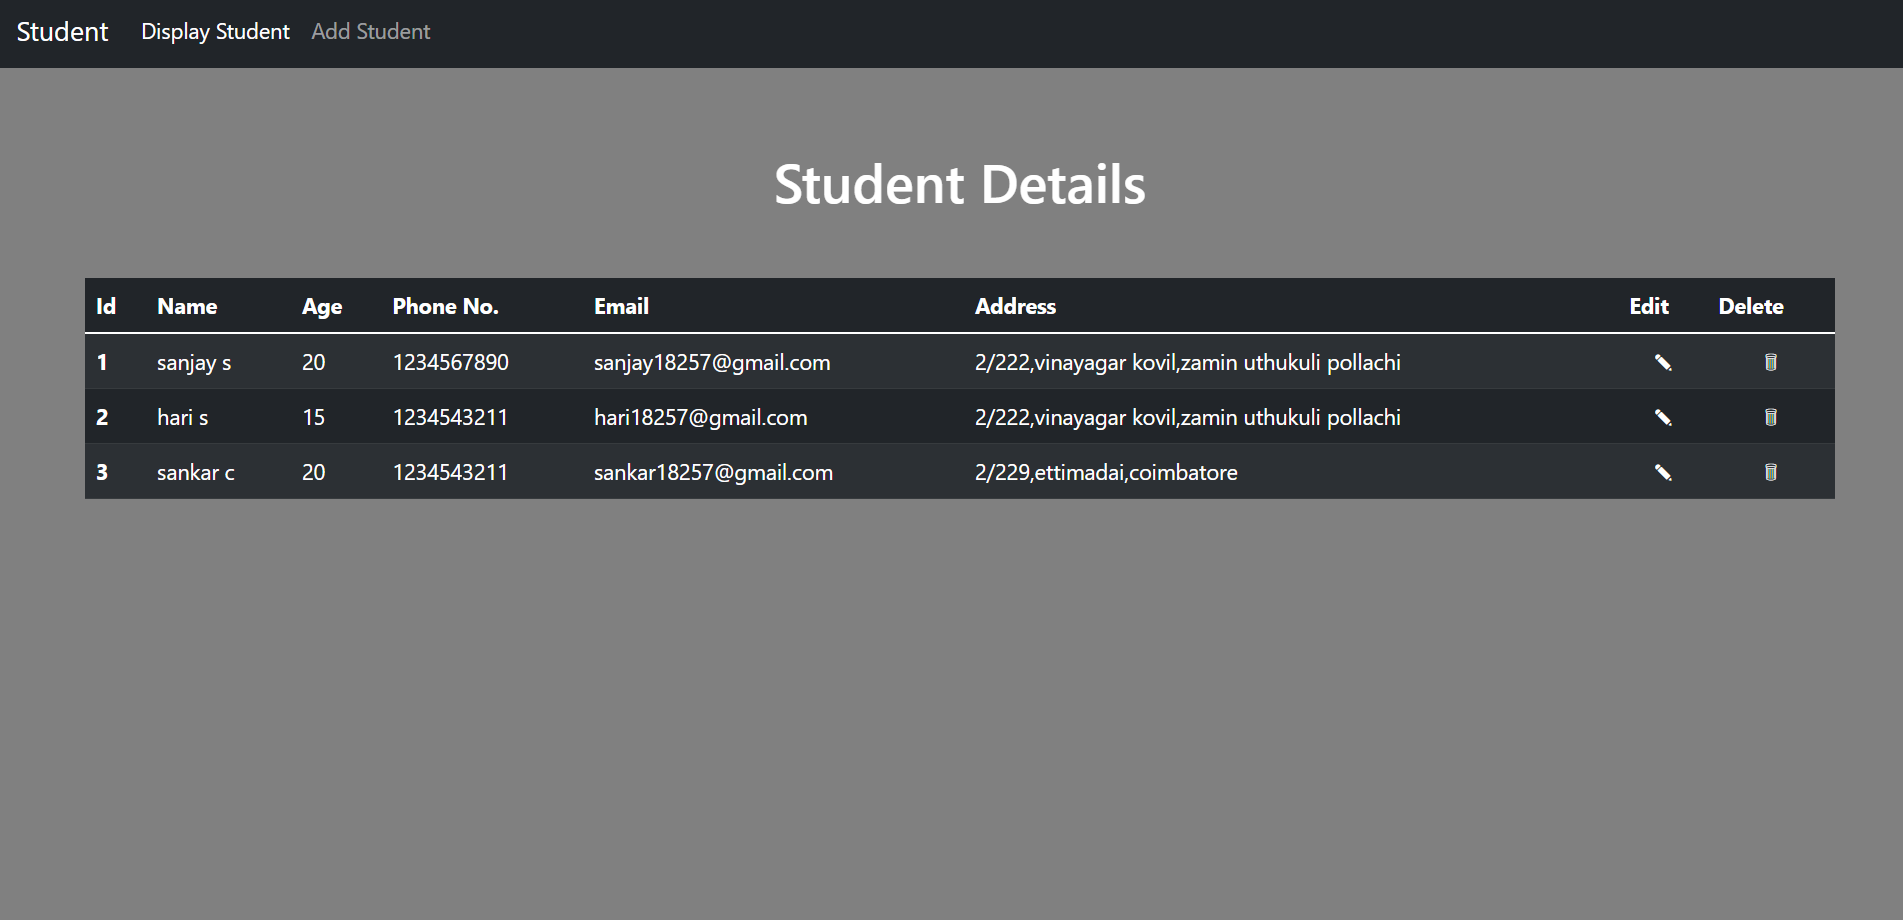 Student Display Student Add Student
Student Details
Id Name Age Phone No. Email Address Edit Delete
1 sanjay s 20 1234567890 sanjay18257@gmail.com 2/222,vinayagar kovil,zamin uthukuli pollachi
2 hari s 15 1234543211 hari18257@gmail.com 2/222,vinayagar kovil,zamin uthukuli pollachi
3 sankar c 20 1234543211 sankar18257@gmail.com 2/229,ettimadai,coimbatore